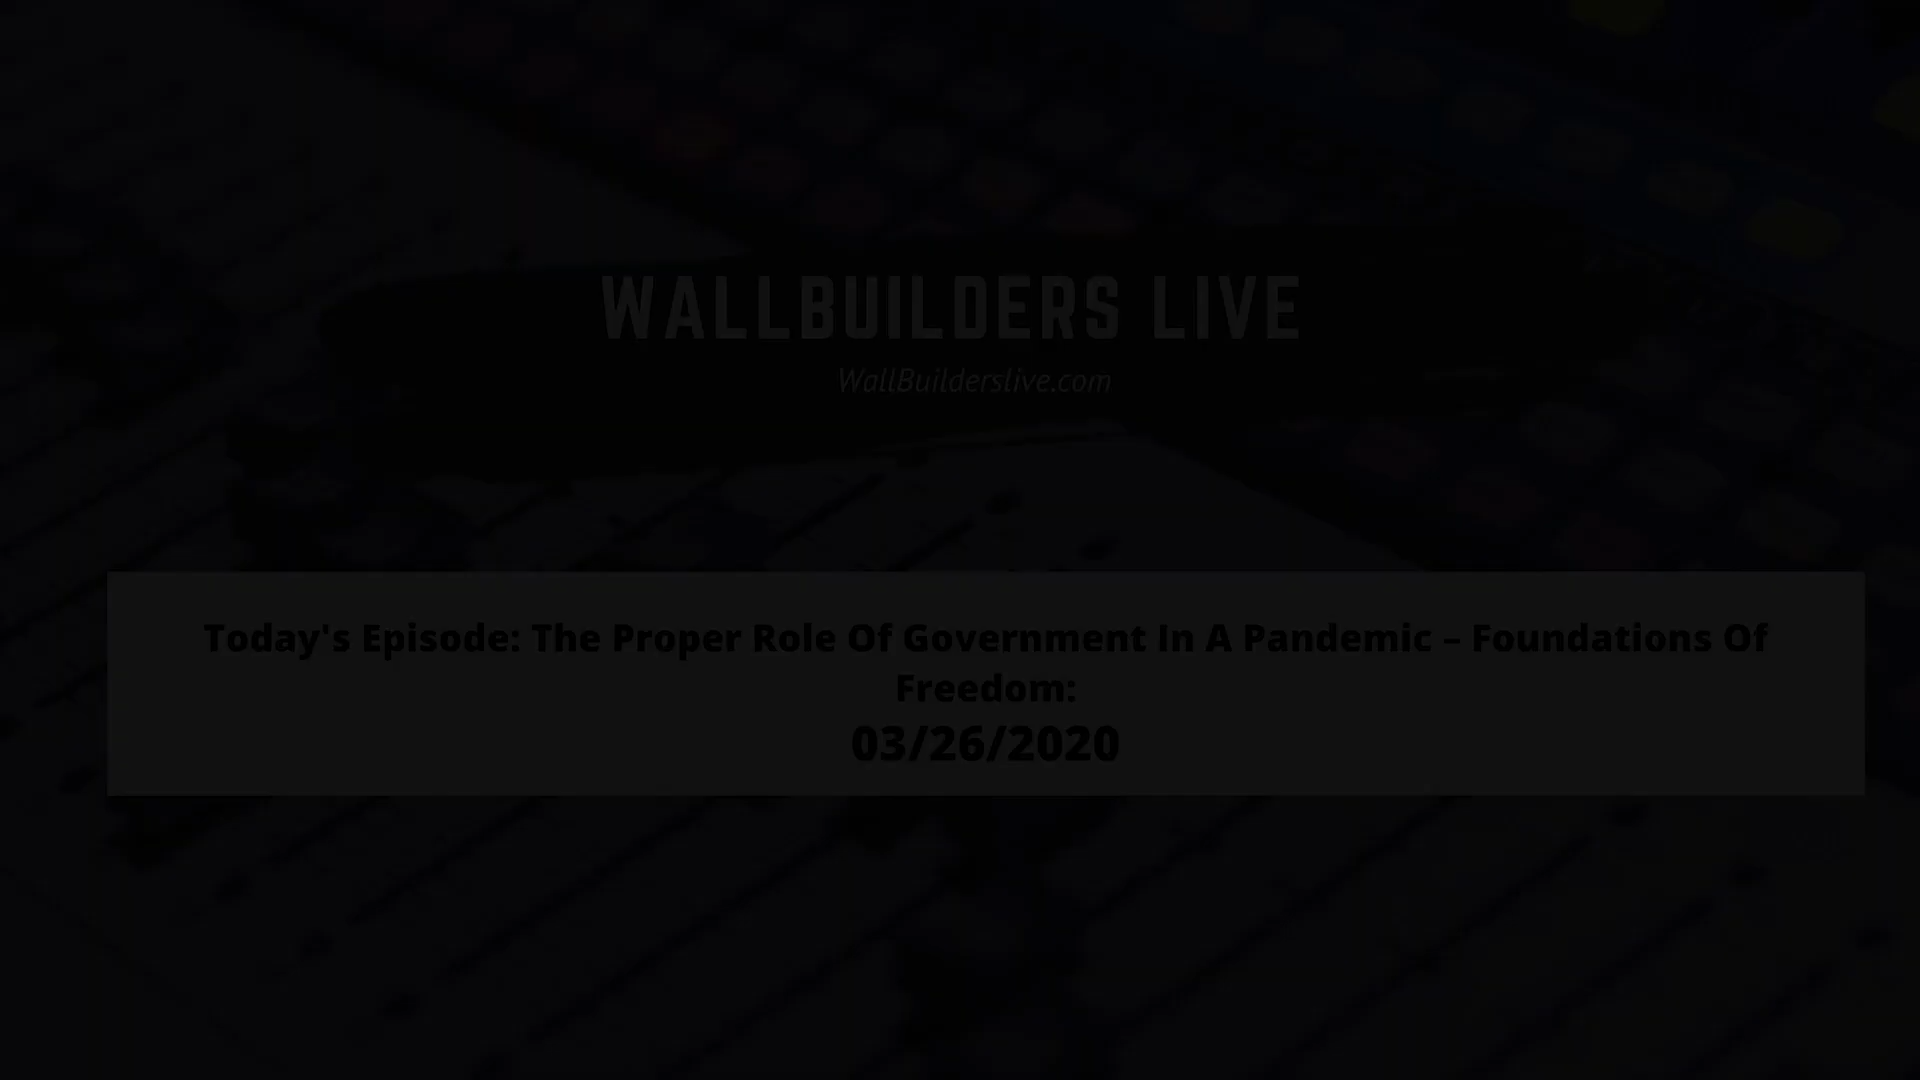 WALLBUILDERS LIVE
WallBuilderslive.com
Today's Episode: The Proper Role Of Government In A Pandemic – Foundations Of
Freedom:
03/26/2020